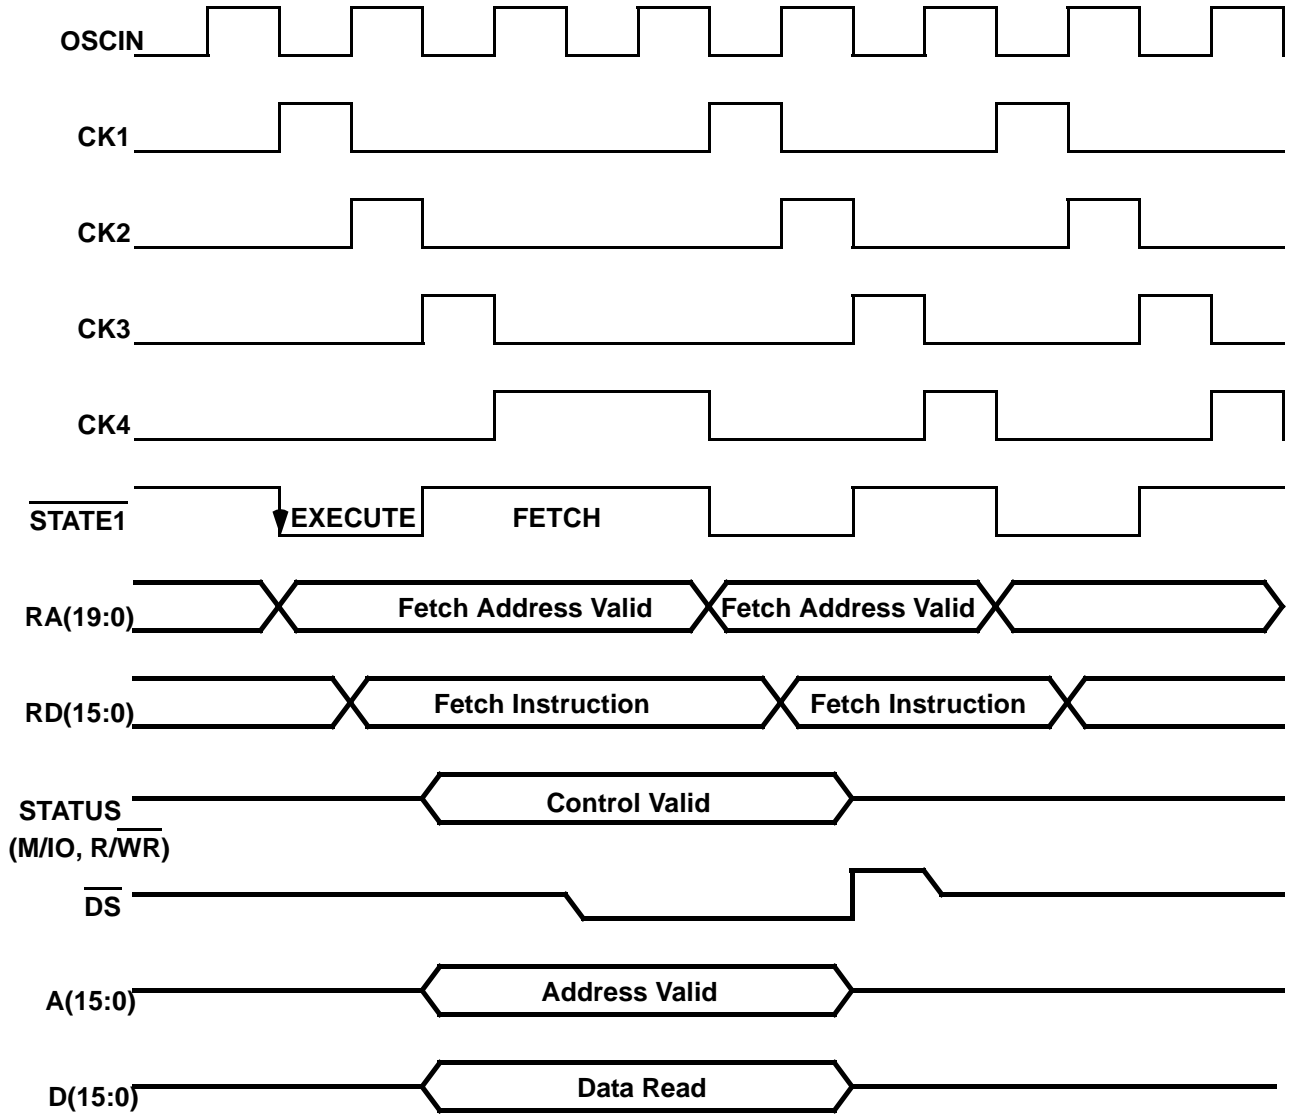 OSCIN
CK1
CK2
CK3
CK4
STATE1
EXECUTE
FETCH
RA(19:0)
Fetch Address Valid
Fetch Address Valid
RD(15:0)
Fetch Instruction
Fetch Instruction
STATUS
(M/IO, R/WR)
Control Valid
DS
A(15:0)
Address Valid
D(15:0)
Data Read